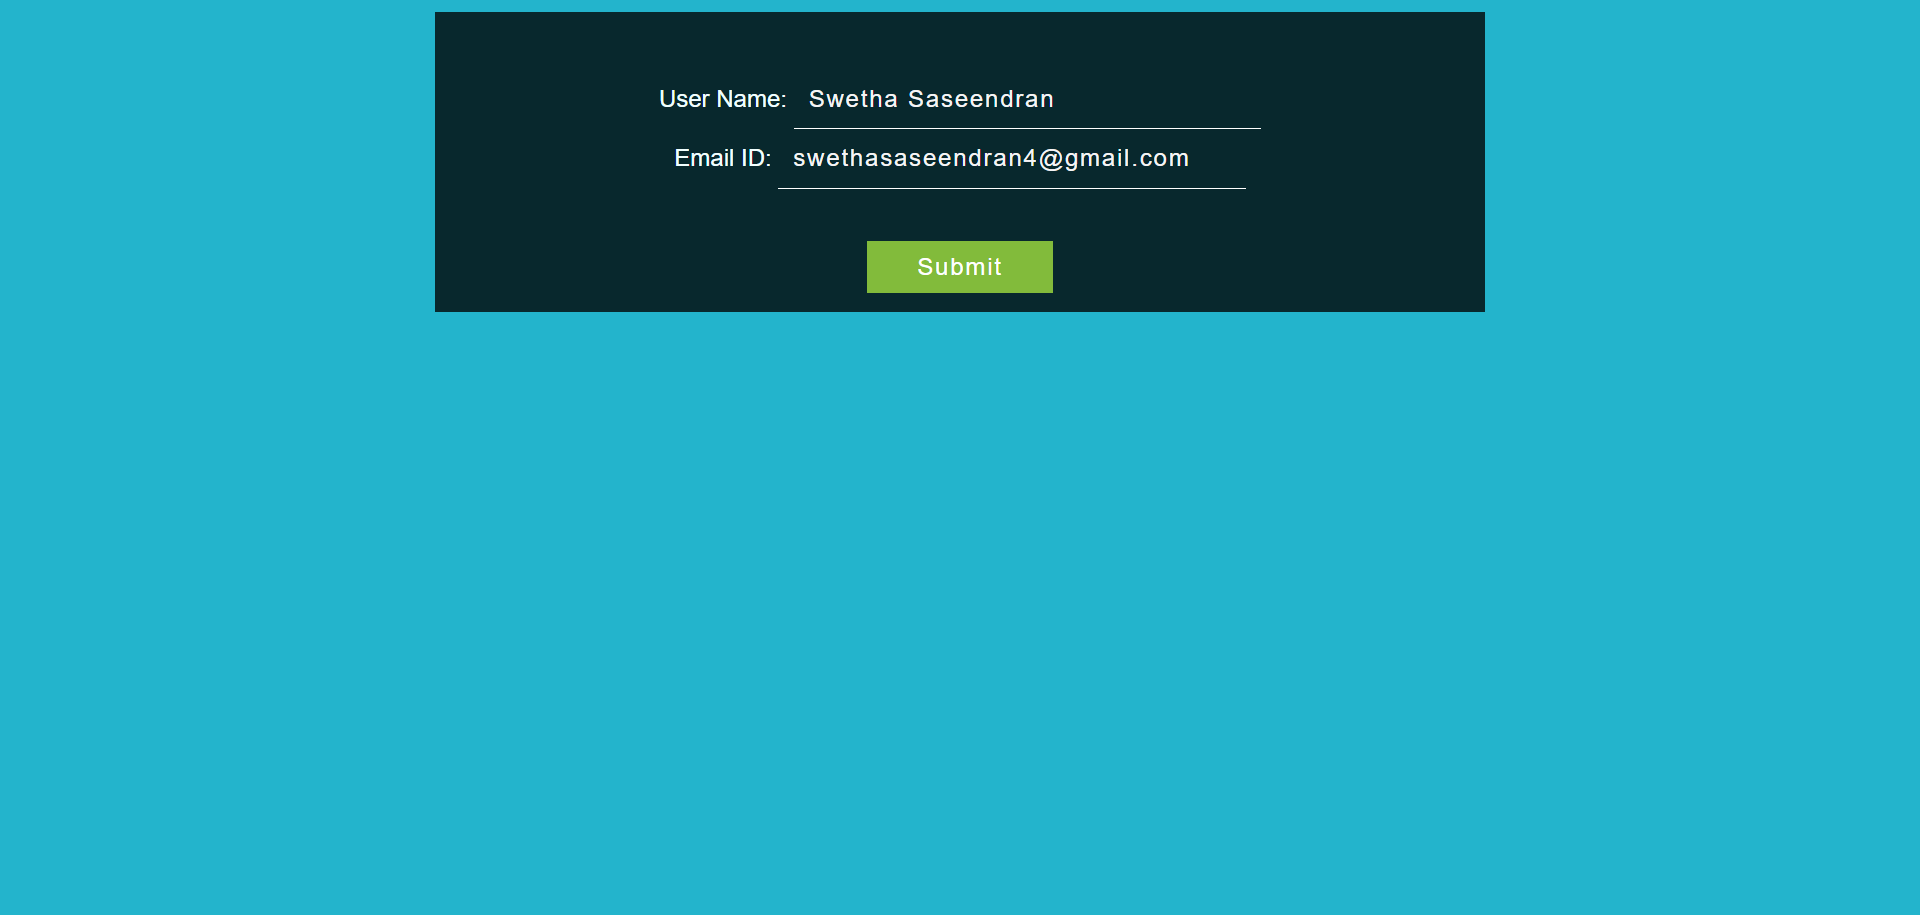 User Name: Swetha Saseendran
Email ID: swethasaseendran4@gmail.com
Submit